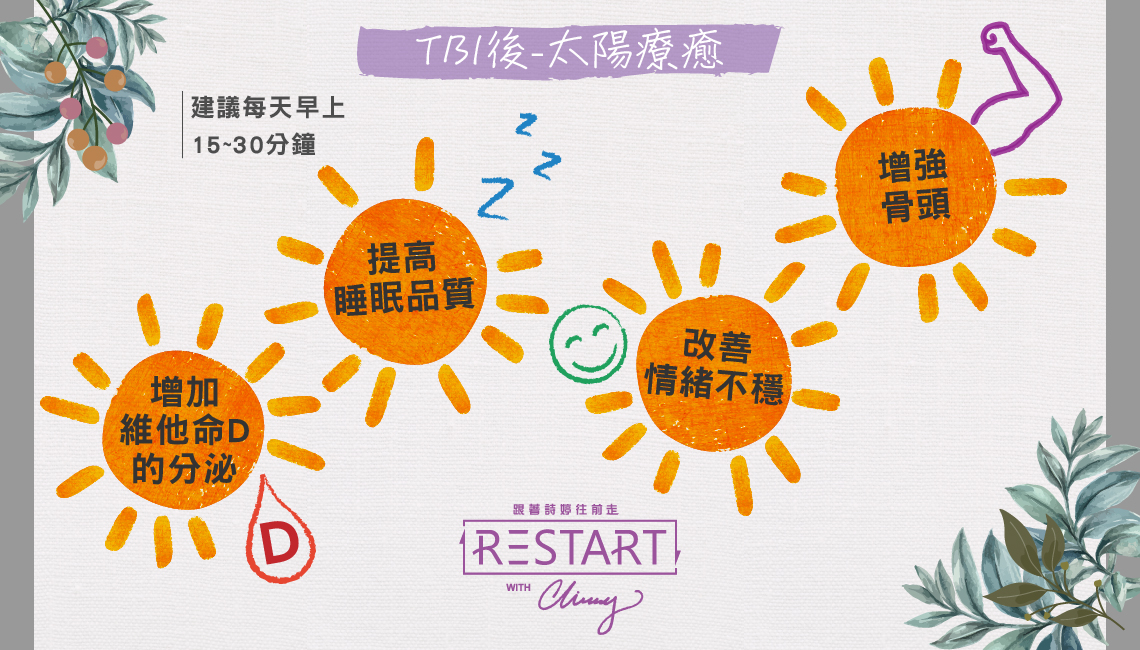 TBI後-太陽療癒
建議每天早上
15~30分鐘
Z
Z
Z
增強
骨頭
提高
睡眠品質
改善
情緒不穩
增加
維他命D
的分泌
D
跟著詩婷往前走
RESTART
WITH